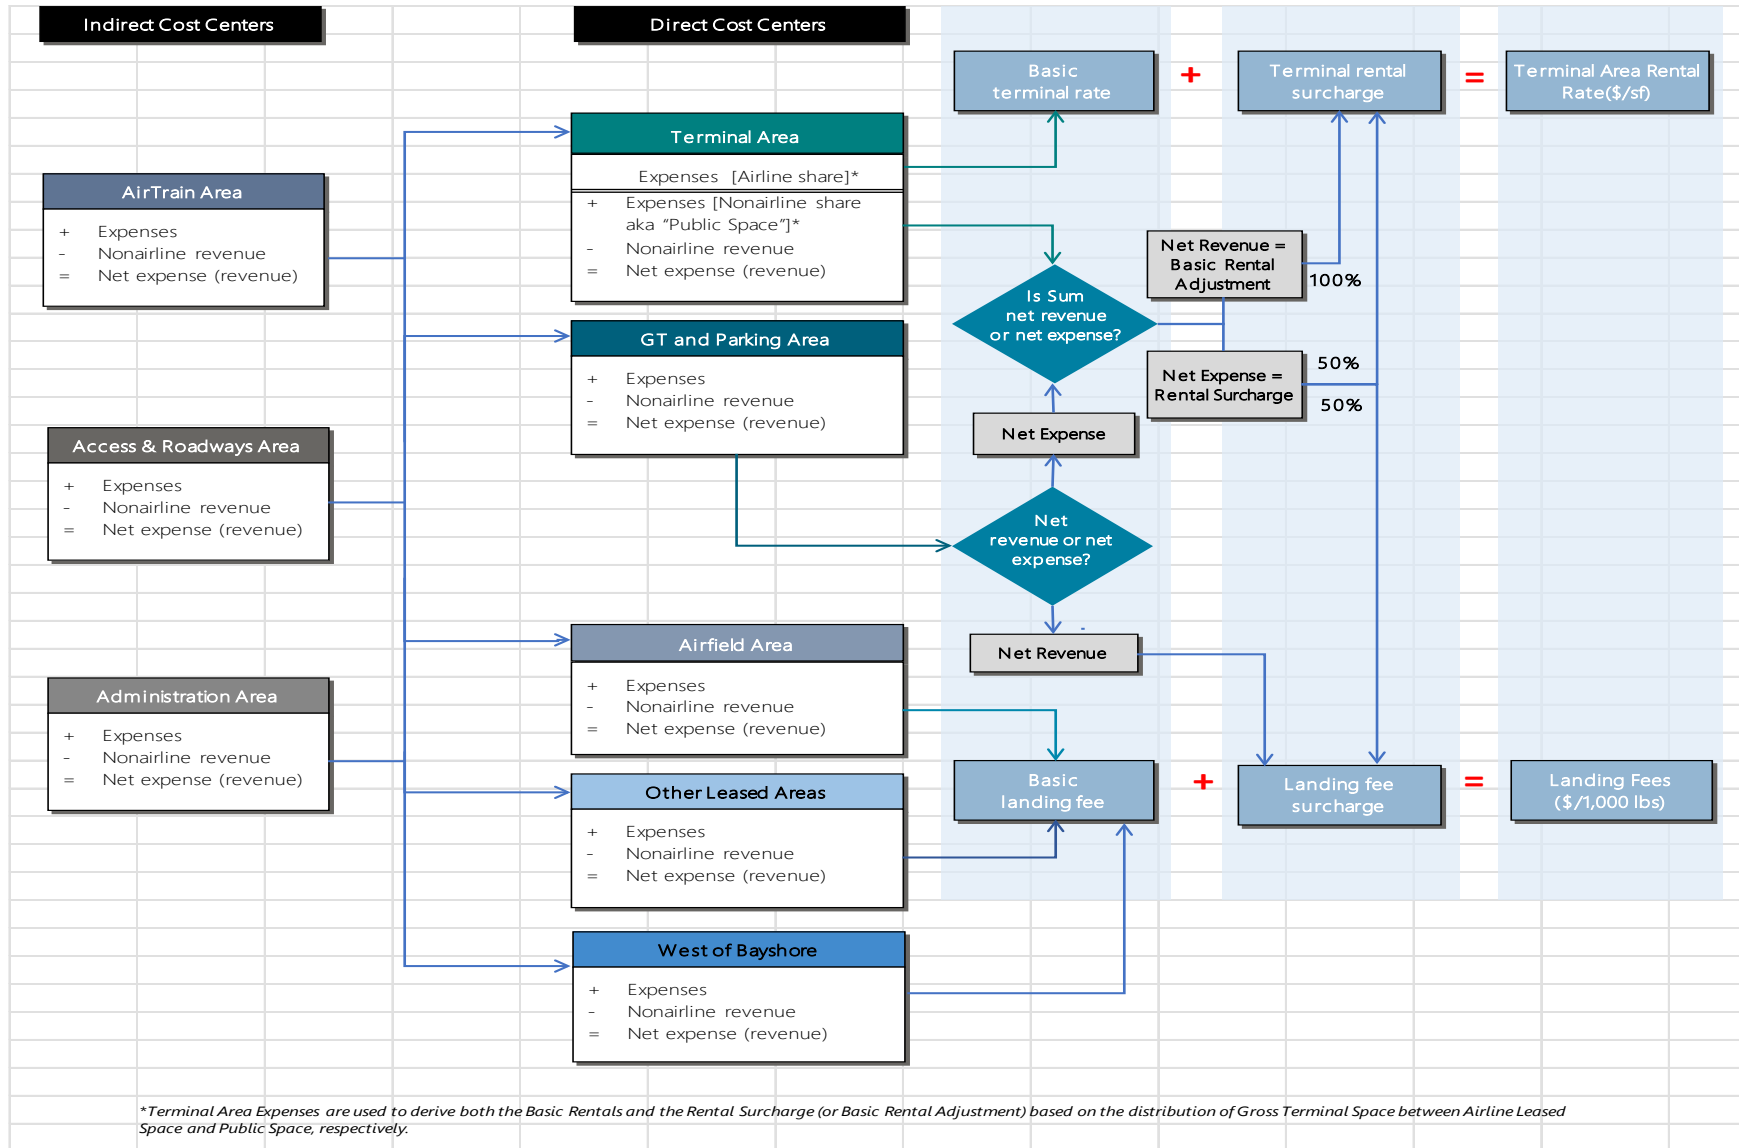 Indirect Cost Centers
Direct Cost Centers
Basic
terminal rate
+
Terminal rental
surcharge
=
Terminal Area Rental
Rate($/sf)
AirTrain Area
+ Expenses
- Nonairline revenue
= Net expense (revenue)
Access & Roadways Area
+ Expenses
- Nonairline revenue
= Net expense (revenue)
Administration Area
+ Expenses
- Nonairline revenue
= Net expense (revenue)
Terminal Area
Expenses [Airline share]*
+ Expenses [Nonairline share
aka “Public Space”]*
- Nonairline revenue
= Net expense (revenue)
GT and Parking Area
+ Expenses
- Nonairline revenue
= Net expense (revenue)
Airfield Area
+ Expenses
- Nonairline revenue
= Net expense (revenue)
Other Leased Areas
+ Expenses
- Nonairline revenue
= Net expense (revenue)
West of Bayshore
+ Expenses
- Nonairline revenue
= Net expense (revenue)
Is Sum
net revenue
or net expense?
Net Revenue =
Basic Rental
Adjustment
100%
Net Expense =
Rental Surcharge
50%
50%
Net Expense
Net
revenue or net
expense?
-
Net Revenue
Basic
landing fee
+
Landing fee
surcharge
=
Landing Fees
($/1,000 lbs)
*Terminal Area Expenses are used to derive both the Basic Rentals and the Rental Surcharge (or Basic Rental Adjustment) based on the distribution of Gross Terminal Space between Airline Leased
Space and Public Space, respectively.